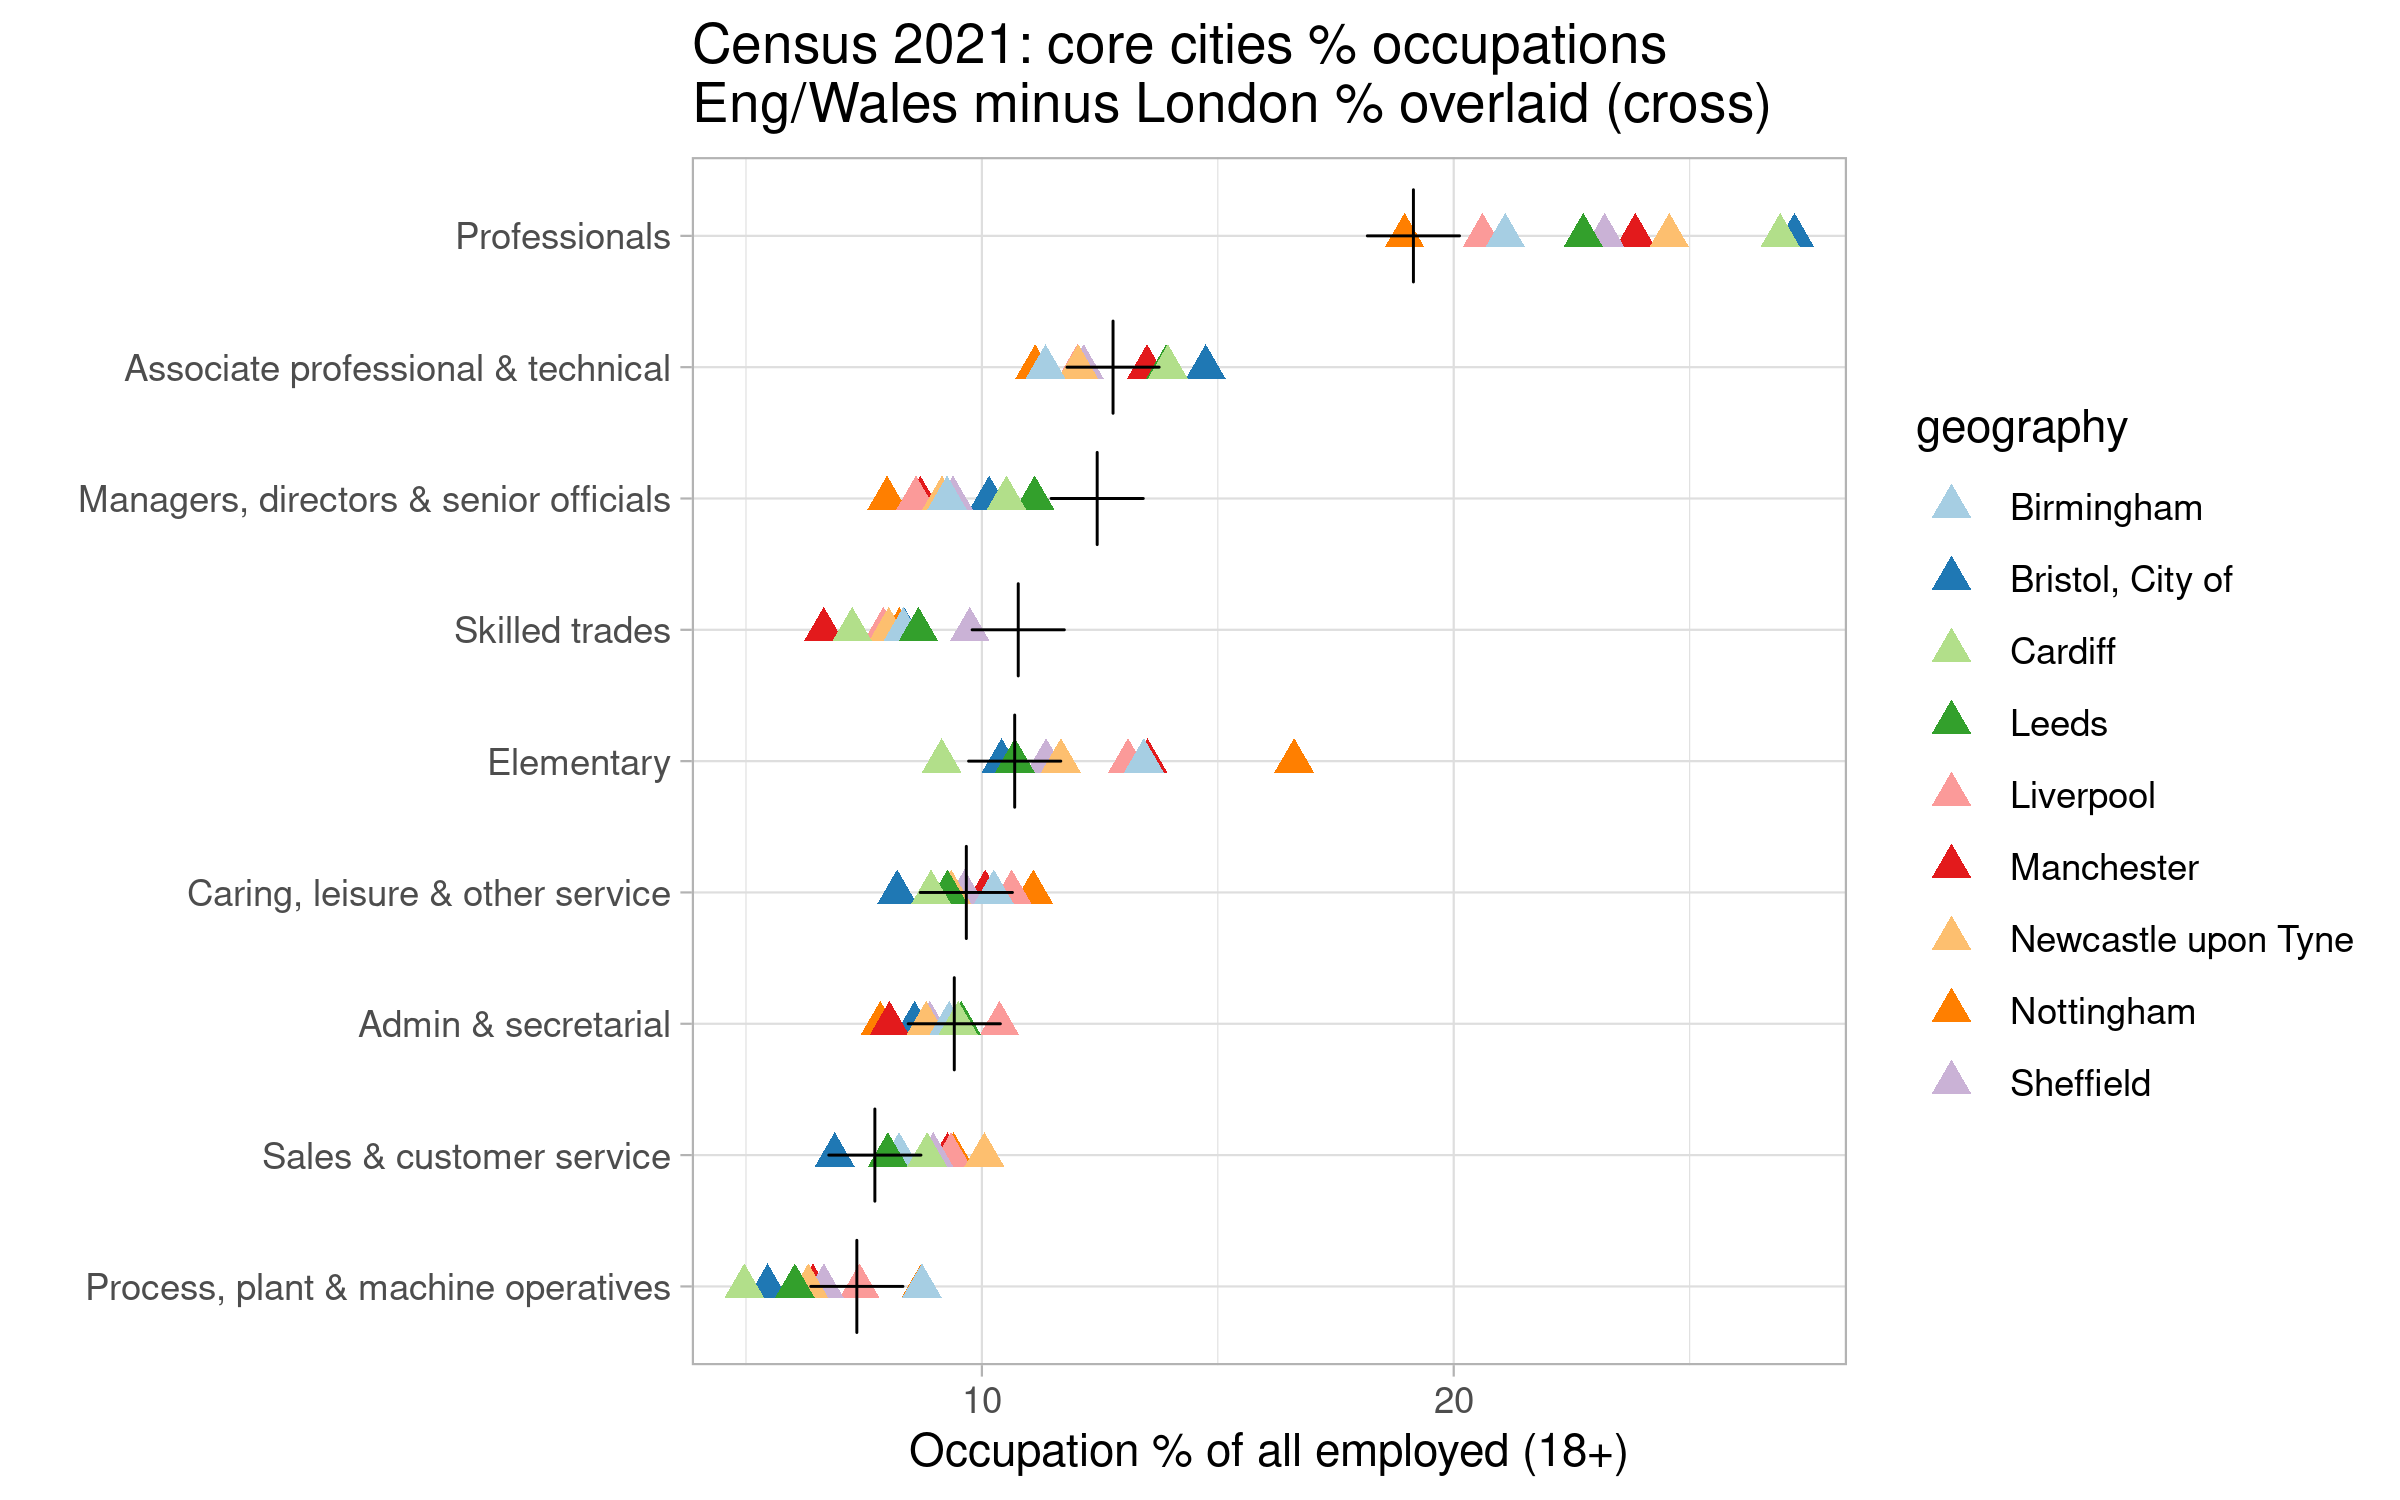 Census 2021: core cities % occupations
Eng/Wales minus London % overlaid (cross)
Professionals
Associate professional & technical
Managers, directors & senior officials
Skilled trades
Elementary
Caring, leisure & other service
Admin & secretarial
Sales & customer service
Process, plant & machine operatives
10
20
Occupation % of all employed (18+)
geography
Birmingham
Bristol, City of
Cardiff
Leeds
Liverpool
Manchester
Newcastle upon Tyne
Nottingham
Sheffield